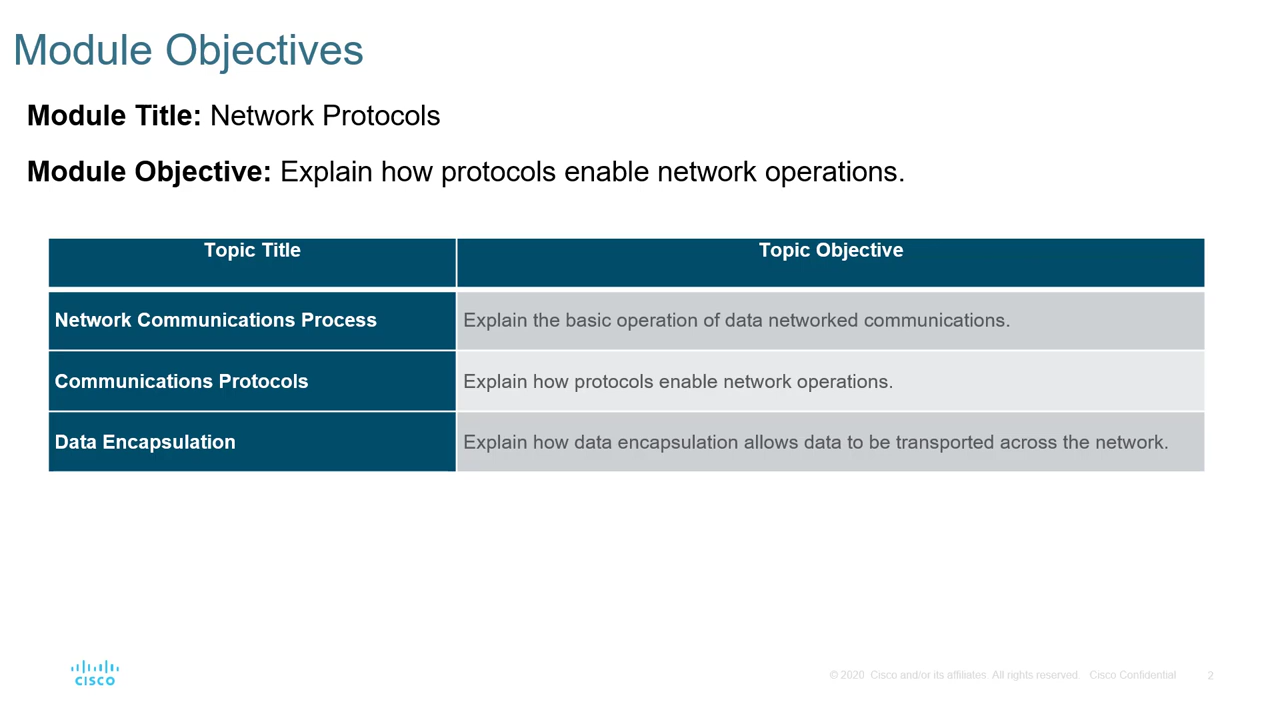 Module Objectives
Module Title: Network Protocols
Module Objective: Explain how protocols enable network operations.
Topic Title Topic Objective
Network Communications Process Explain the basic operation of data networked communications.
Communications Protocols Explain how protocols enable network operations.
Data Encapsulation Explain how data encapsulation allows data to be transported across the network.
CISCO © 2020 Cisco and/or its affiliates. All rights reserved. Cisco Confidential 2